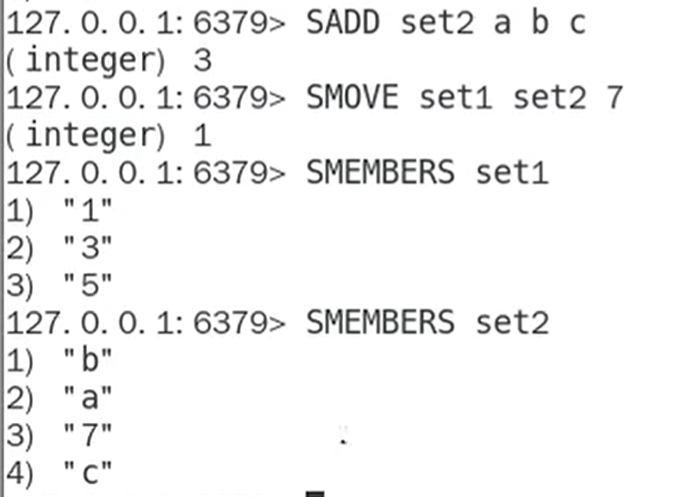 127.0.0.1:6379> SADD set2 a b c
(integer) 3
127.0.0.1:6379> SMOVE set1 set2 7
(integer) 1
127.0.0.1:6379> SMEMBERS set1
1) "1"
2) "3"
3) "5"
127.0.0.1:6379> SMEMBERS set2
1) "b"
2) "a"
3) "7"
4) "c"